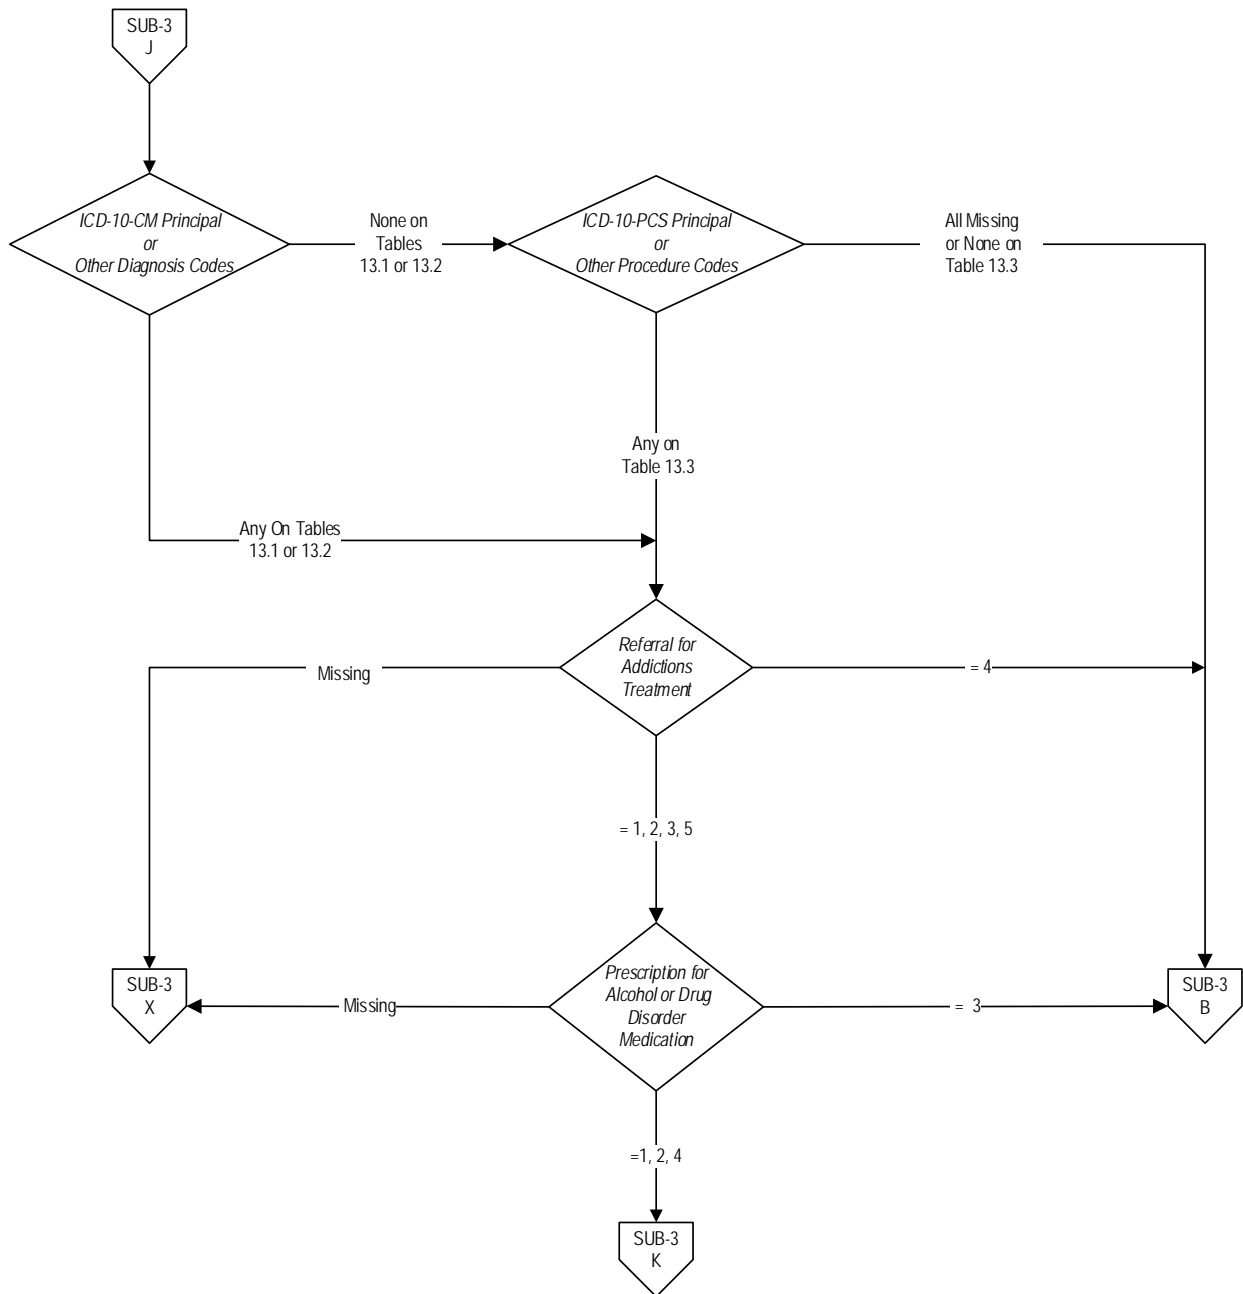 SUB-3
J
ICD-10-CM Principal
or
Other Diagnosis Codes
None on
Tables
13.1 or 13.2
ICD-10-PCS Principal
or
Other Procedure Codes
All Missing
or None on
Table 13.3
Any on
Table 13.3
Any On Tables
13.1 or 13.2
Referral for
Addictions
Treatment
Missing
= 4
= 1, 2, 3, 5
SUB-3
X
Missing
Prescription for
Alcohol or Drug
Disorder
Medication
= 3
SUB-3
B
=1, 2, 4
SUB-3
K